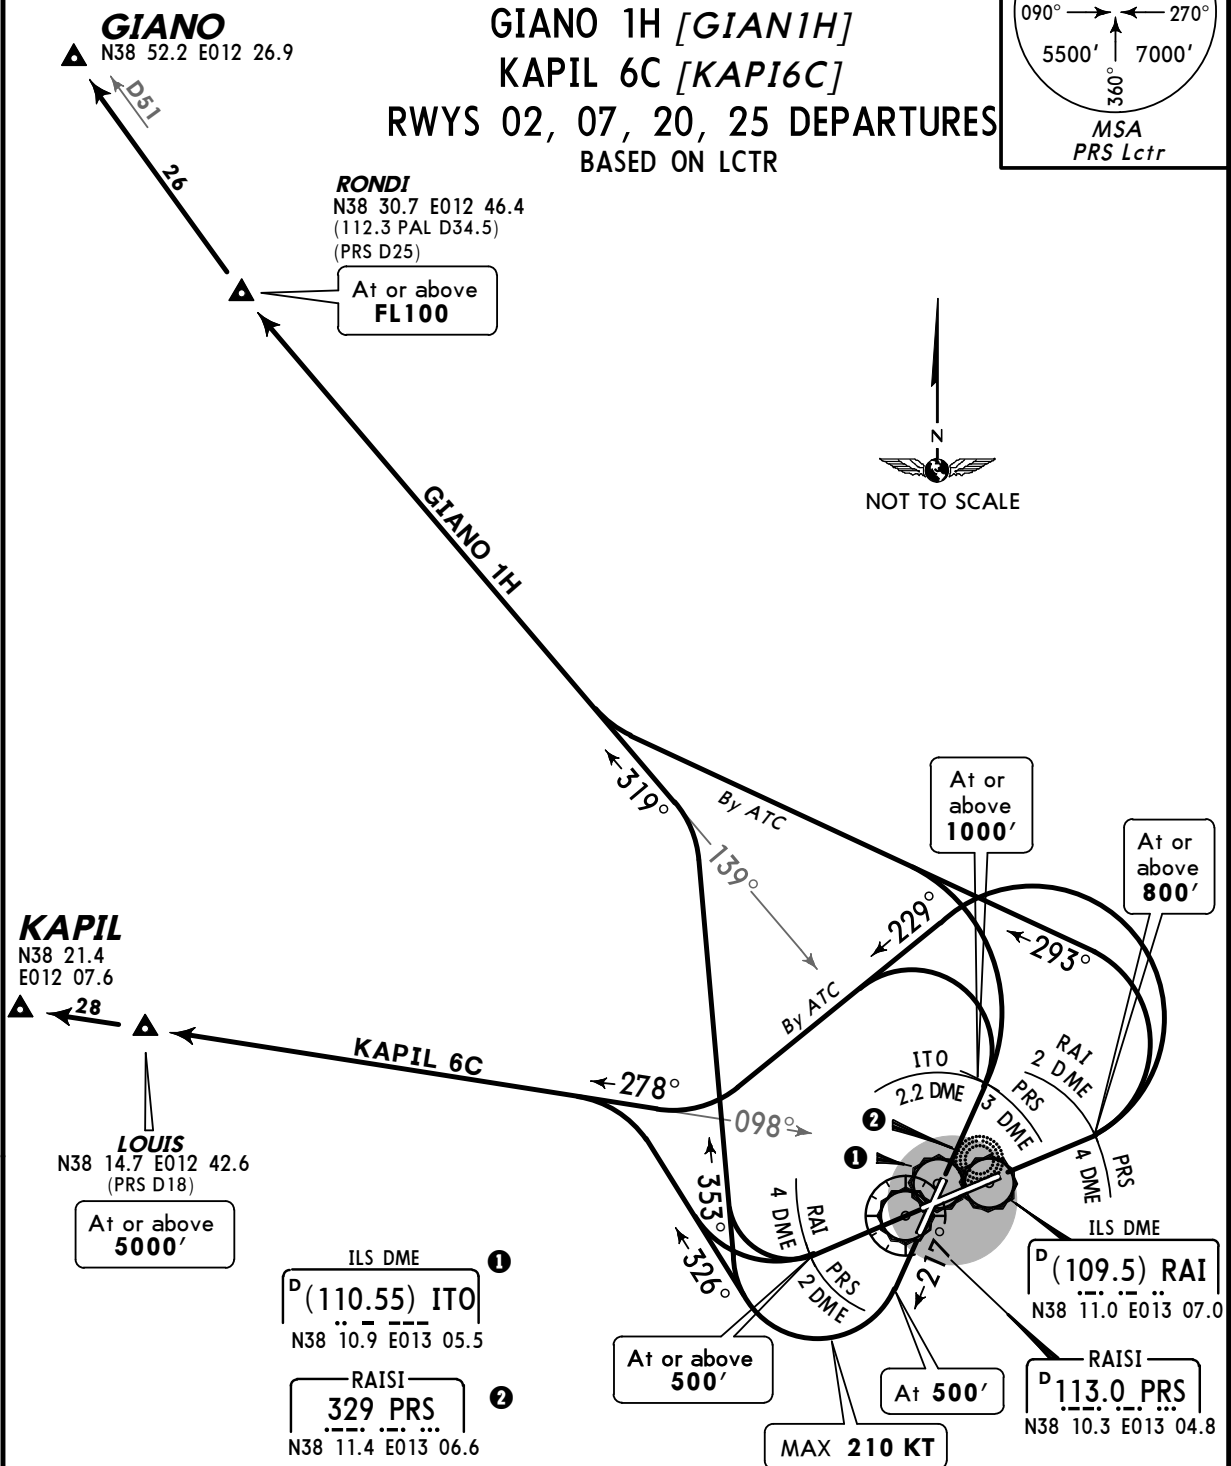 GIANO
N38 52.2 E012 26.9
GIANO 1H [GIAN1H]
KAPIL 6C [KAPI6C]
RWYS 02, 07, 20, 25 DEPARTURES
BASED ON LCTR
090° 270°
5500' 7000'
360°
MSA
PRS Lctr
D51
26
RONDI
N38 30.7 E012 46.4
(112.3 PAL D34.5)
(PRS D25)
At or above
FL100
N
NOT TO SCALE
GIANO 1H
319°
By ATC
139°
At or
above
1000'
At or
above
800'
229°
293°
By ATC
KAPIL
N38 21.4
E012 07.6
28
KAPIL 6C
278°
098°
ITO
2.2 DME
PRS
3 DME
RAI
2 DME
PRS
4 DME
2
1
LOUIS
N38 14.7 E012 42.6
(PRS D18)
At or above
5000'
353°
326°
RAI
4 DME
PRS
2 DME
217°
ILS DME
D (109.5) RAI
N38 11.0 E013 07.0
ILS DME 1
D (110.55) ITO
N38 10.9 E013 05.5
At or above
500'
At 500'
MAX 210 KT
RAISI
D 113.0 PRS
N38 10.3 E013 04.8
RAISI
329 PRS 2
N38 11.4 E013 06.6